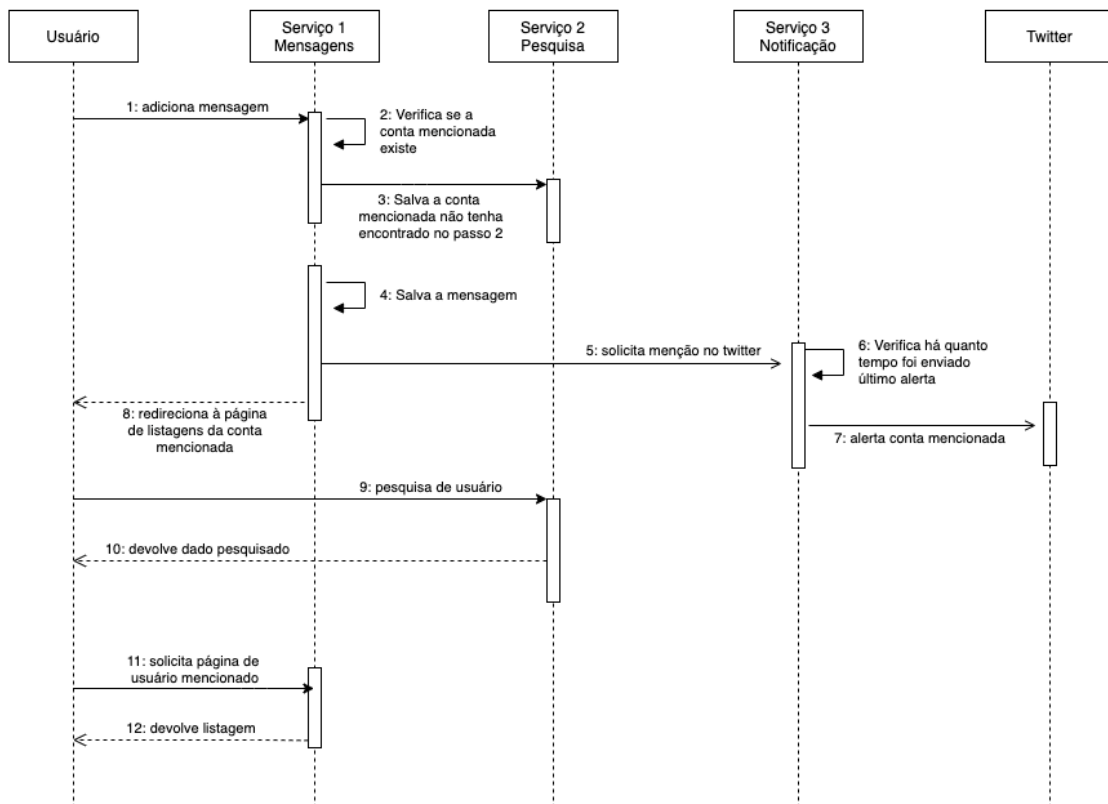 Usuário
Serviço 1
Mensagens
Serviço 2
Pesquisa
Serviço 3
Notificação
Twitter
1: adiciona mensagem
2: Verifica se a
conta mencionada
existe
3: Salva a conta
mencionada não tenha
encontrado no passo 2
4: Salva a mensagem
5: solicita menção no twitter
6: Verifica há quanto
tempo foi enviado
último alerta
7: alerta conta mencionada
8: redireciona à página
de listagens da conta
mencionada
9: pesquisa de usuário
10: devolve dado pesquisado
11: solicita página de
usuário mencionado
12: devolve listagem